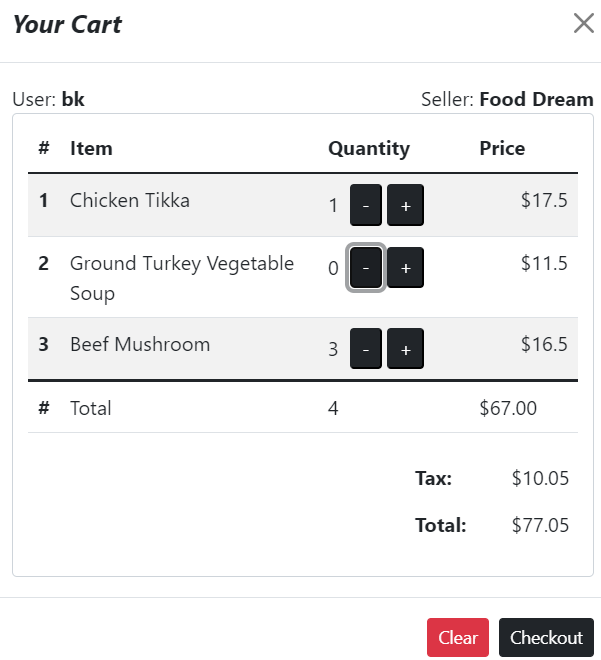 Your Cart
User: bk Seller: Food Dream
# Item Quantity Price
1 Chicken Tikka 1 - + $17.5
2 Ground Turkey Vegetable 0 - + $11.5
Soup
3 Beef Mushroom 3 - + $16.5
# Total 4 $67.00
Tax: $10.05
Total: $77.05
Clear Checkout